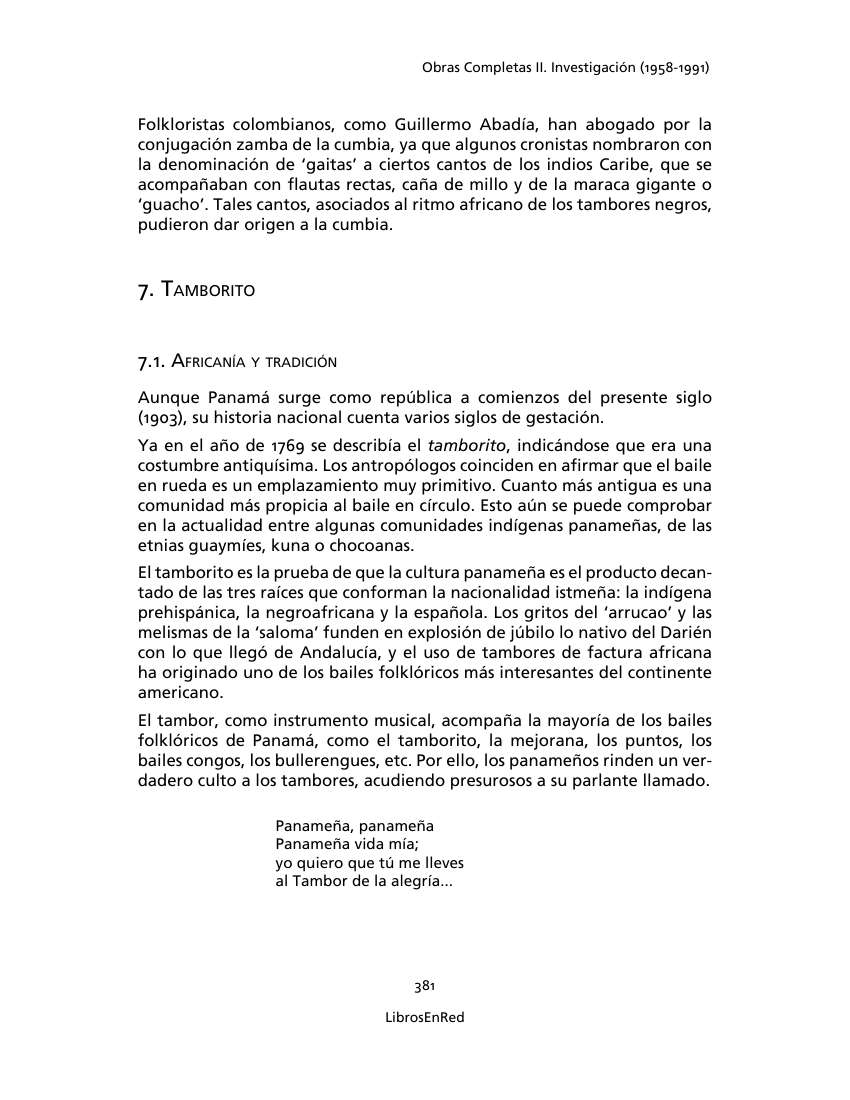 Obras Completas II. Investigación (1958-1991)
Folkloristas colombianos, como Guillermo Abadía, han abogado por la
conjugación zamba de la cumbia, ya que algunos cronistas nombraron con
la denominación de ‘gaitas’ a ciertos cantos de los indios Caribe, que se
acompañaban con flautas rectas, caña de millo y de la maraca gigante o
‘guacho’. Tales cantos, asociados al ritmo africano de los tambores negros,
pudieron dar origen a la cumbia.
7. Tamborito
7.1. Africanía y tradición
Aunque Panamá surge como república a comienzos del presente siglo
(1903), su historia nacional cuenta varios siglos de gestación.
Ya en el año de 1769 se describía el tamborito, indicándose que era una
costumbre antiquísima. Los antropólogos coinciden en afirmar que el baile
en rueda es un emplazamiento muy primitivo. Cuanto más antigua es una
comunidad más propicia al baile en círculo. Esto aún se puede comprobar
en la actualidad entre algunas comunidades indígenas panameñas, de las
etnias guaymíes, kuna o chocoanas.
El tamborito es la prueba de que la cultura panameña es el producto decan-
tado de las tres raíces que conforman la nacionalidad istmeña: la indígena
prehispánica, la negroafricana y la española. Los gritos del ‘arrucao’ y las
melismas de la ‘saloma’ funden en explosión de júbilo lo nativo del Darién
con lo que llegó de Andalucía, y el uso de tambores de factura africana
ha originado uno de los bailes folklóricos más interesantes del continente
americano.
El tambor, como instrumento musical, acompaña la mayoría de los bailes
folklóricos de Panamá, como el tamborito, la mejorana, los puntos, los
bailes congos, los bullerengues, etc. Por ello, los panameños rinden un ver-
dadero culto a los tambores, acudiendo presurosos a su parlante llamado.
Panameña, panameña
Panameña vida mía;
yo quiero que tú me lleves
al Tambor de la alegría...
381
LibrosEnRed